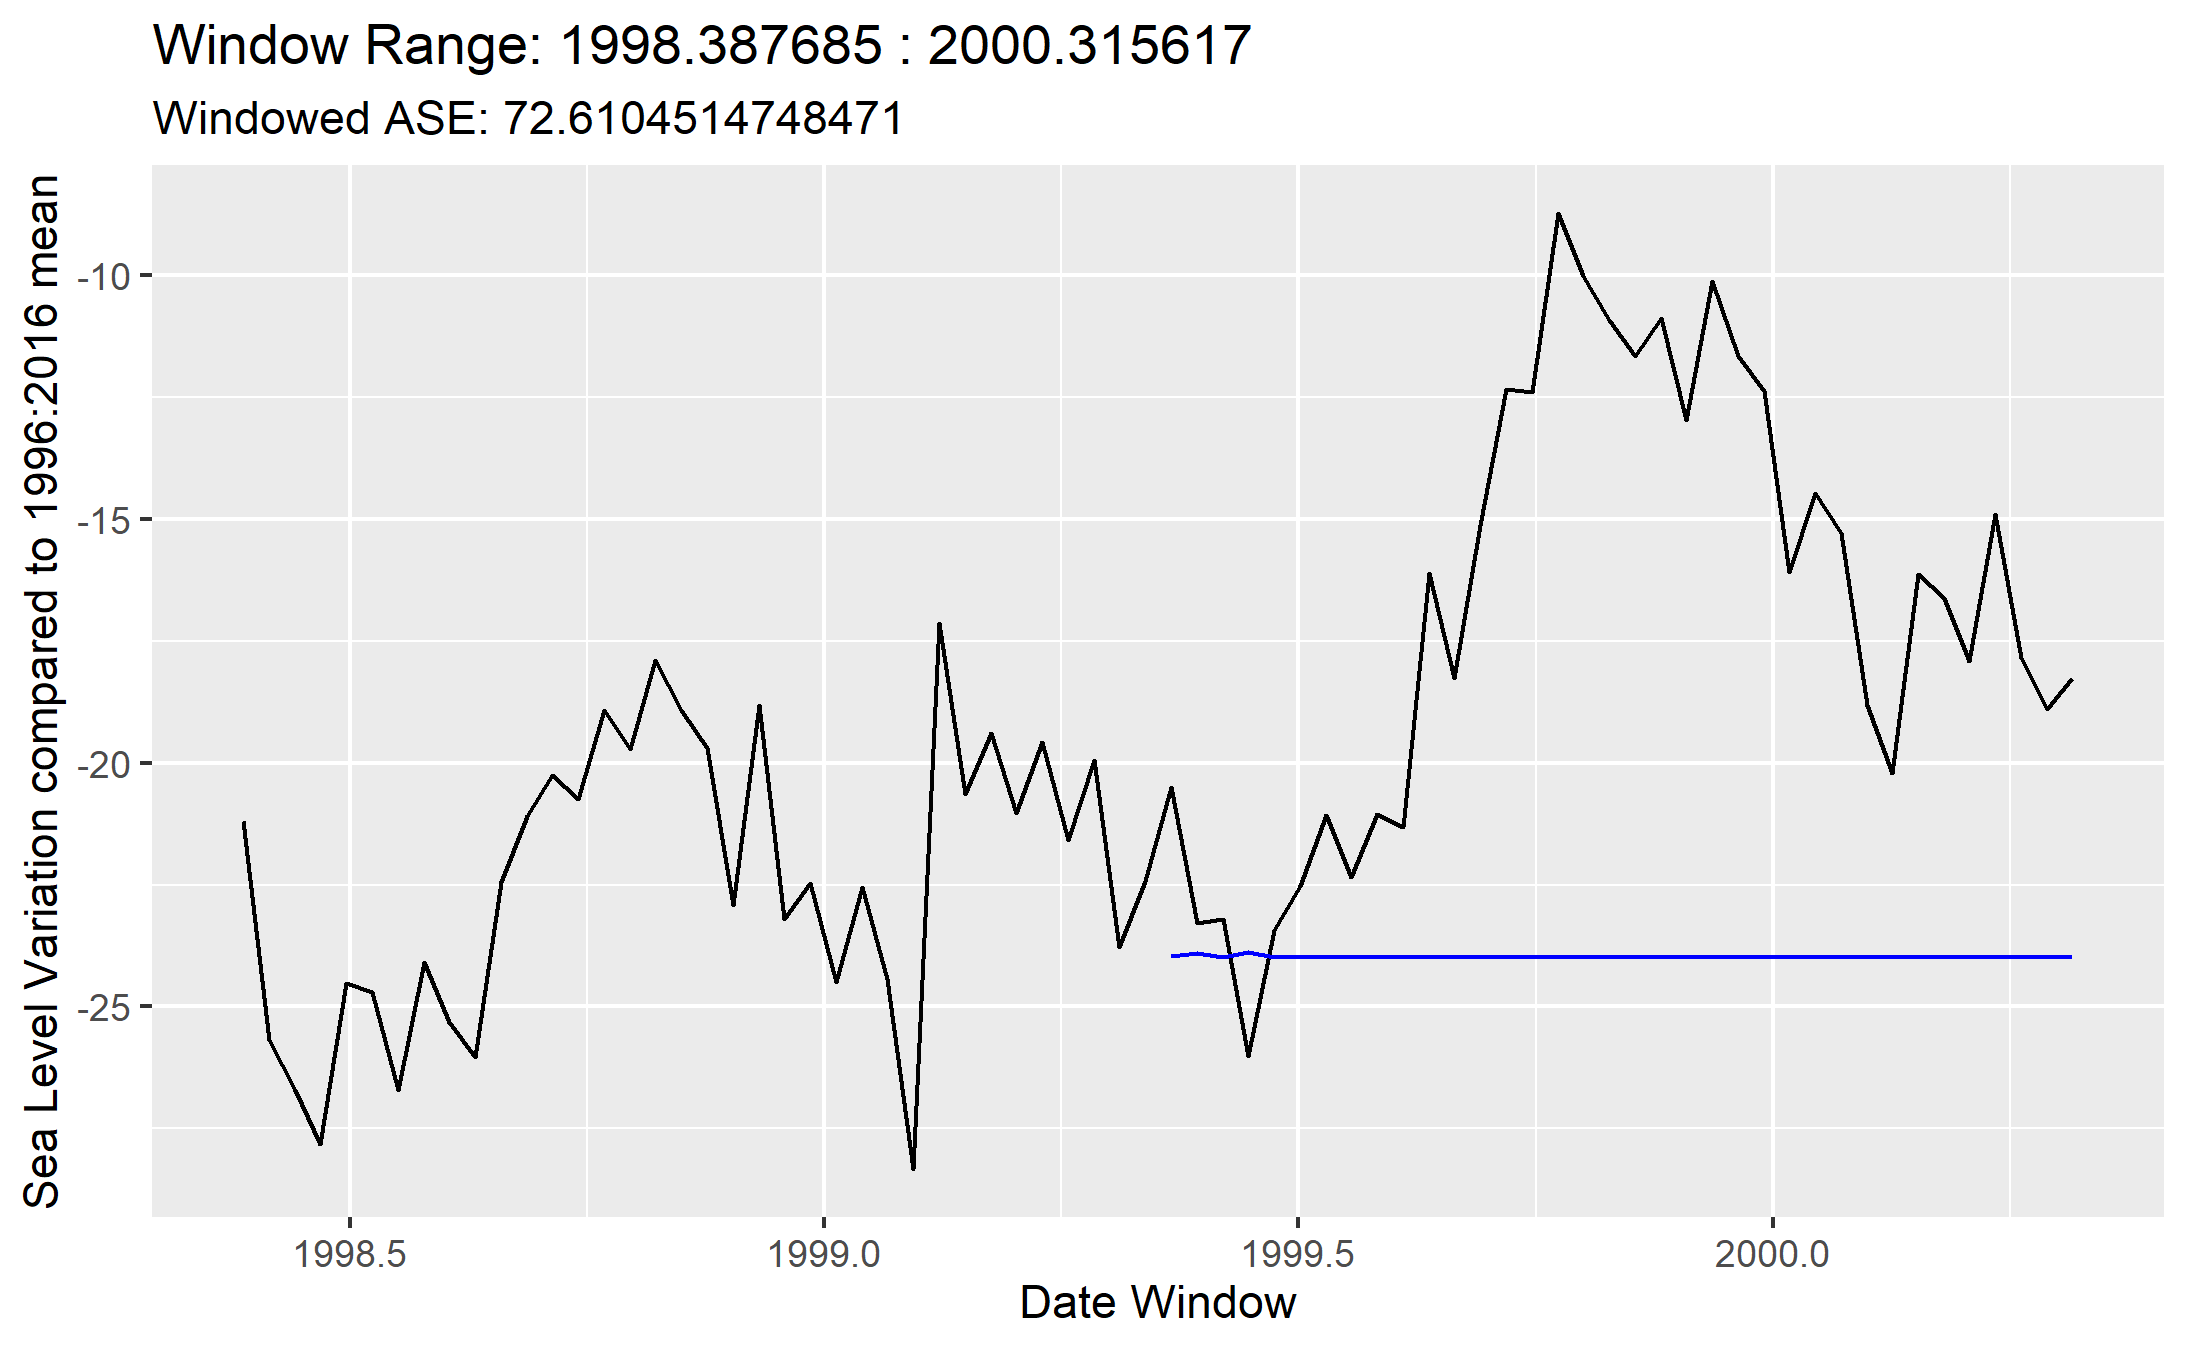 Window Range: 1998.387685 : 2000.315617
Windowed ASE: 72.6104514748471
Sea Level Variation compared to 1996:2016 mean
-10
-15
-20
-25
1998.5
1999.0
1999.5
2000.0
Date Window